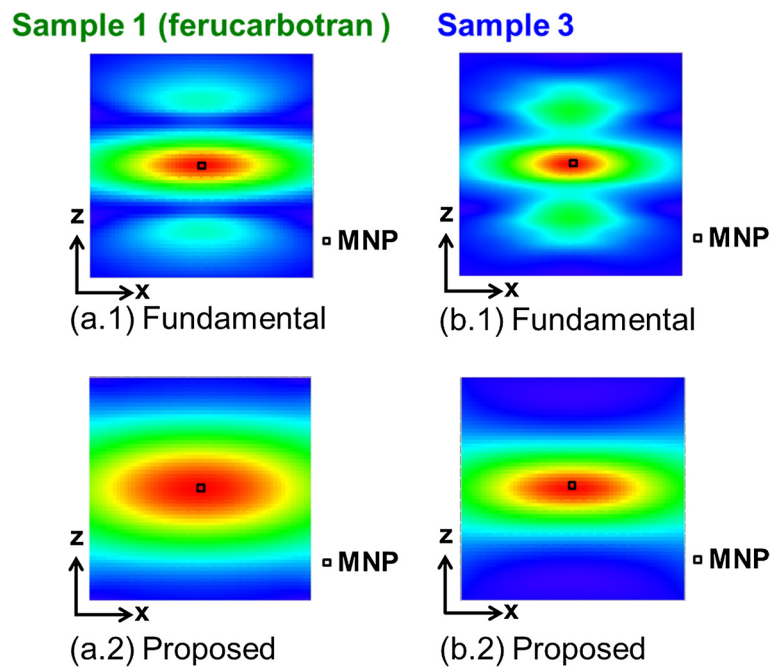 Sample 1 (ferucarbotran )
Sample 3
z
x
MNP
(a.1) Fundamental
z
x
MNP
(b.1) Fundamental
z
x
MNP
(a.2) Proposed
z
x
MNP
(b.2) Proposed